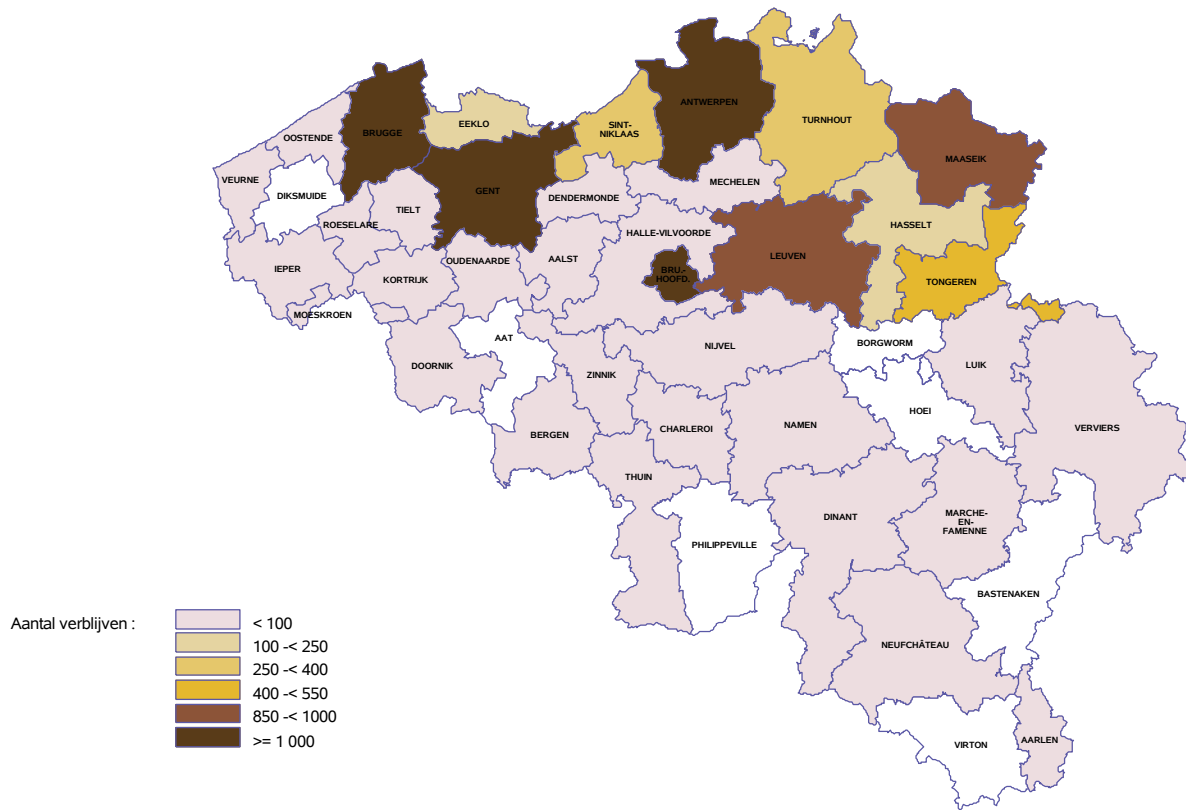 ANTWERPEN
TURNHOUT
EEKLO
SINT-
NIKLAAS
BRUGGE
OOSTENDE
MAASEIK
VEURNE
DIKSMUIDE
GENT
MECHELEN
TIELT
DENDERMONDE
ROESELARE
HASSELT
HALLE-VILVOORDE
IEPER
OUDENAARDE
AALST
LEUVEN
BRU.-
HOOFD.
KORTRIJK
TONGEREN
MOESKROEN
AAT
NIJVEL
BORGWORM
DOORNIK
ZINNIK
LUIK
HOEI
BERGEN
CHARLEROI
NAMEN
VERVIERS
THUIN
DINANT
MARCHE-
EN-
FAMENNE
PHILIPPEVILLE
BASTENAKEN
NEUFCHÂTEAU
VIRTON
AARLEN
Aantal verblijven :
< 100
100 -< 250
250 -< 400
400 -< 550
850 -< 1000
>= 1 000